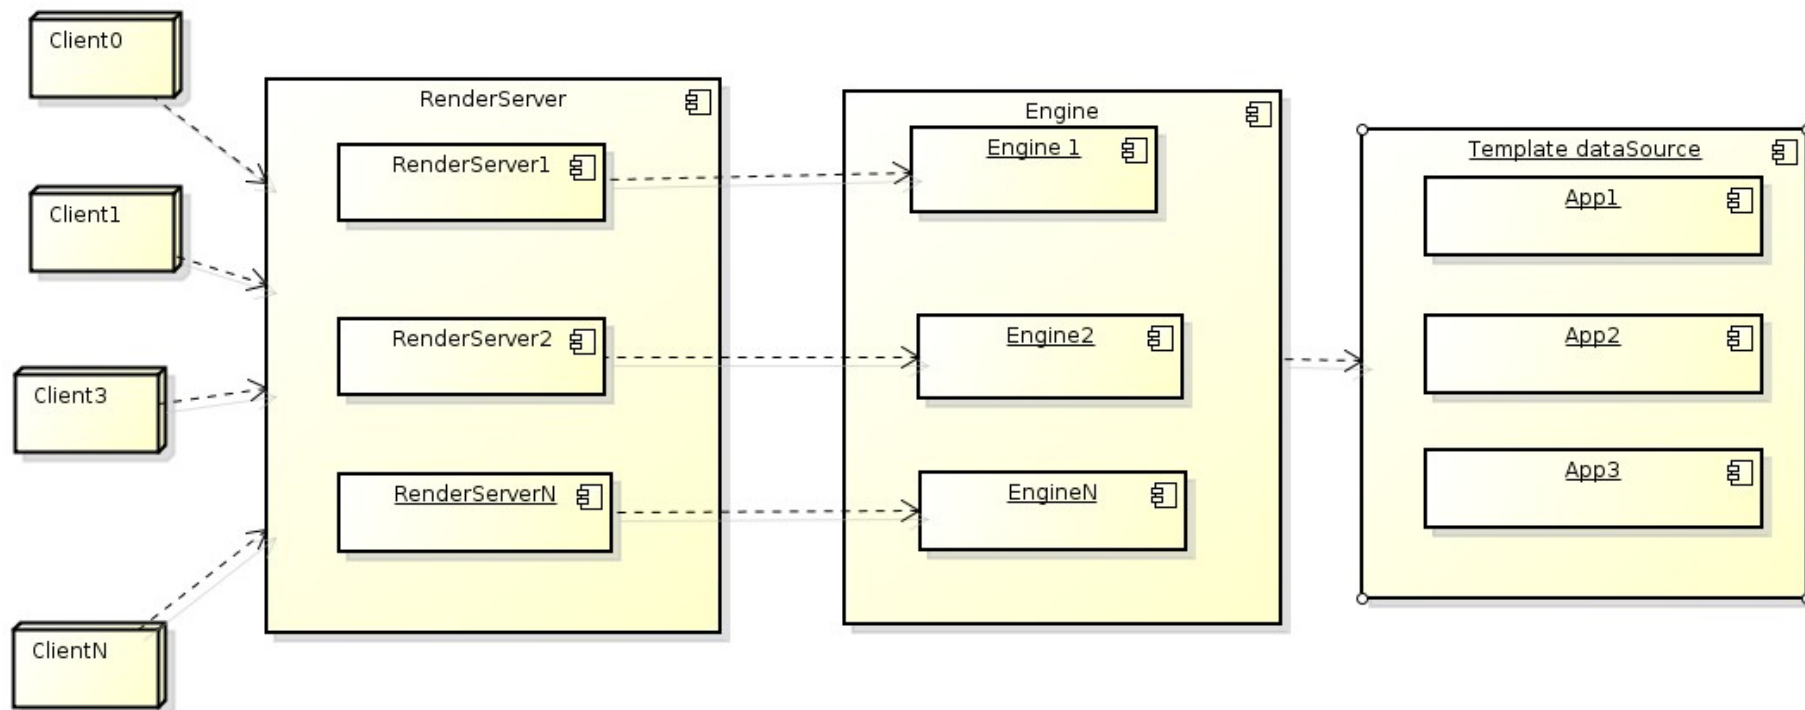 Client0
Client1
Client3
ClientN
RenderServer
RenderServer1
RenderServer2
RenderServerN
Engine
Engine 1
Engine2
EngineN
Template dataSource
App1
App2
App3